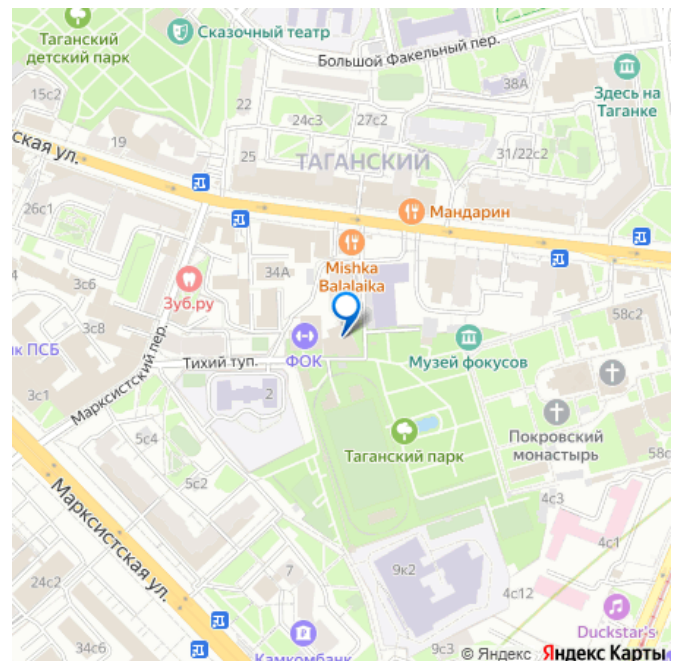 Таганский
детский парк
Сказочный театр
Большой Факельный пер.
38А
Здесь на
Таганке
15с2
22
24с3
27с2
ская ул.
19
25
ТАГАНСКИЙ
31/22с2
26с1
Мандарин
34А
Mishka
Balalaika
3с6
Зуб.ру
58с2
3с8
к ПСБ
Марксистский пер.
Тихий туп.
ФОК
Музей фокусов
3с1
2
Таганский парк
Покровский
монастырь
5с4
5с2
4с3
4с1
Марксистская ул.
24с2
7
9к2
4с12
Duckstar's
34с6
Камкомбанк
9с3
© Яндекс
Яндекс Карты